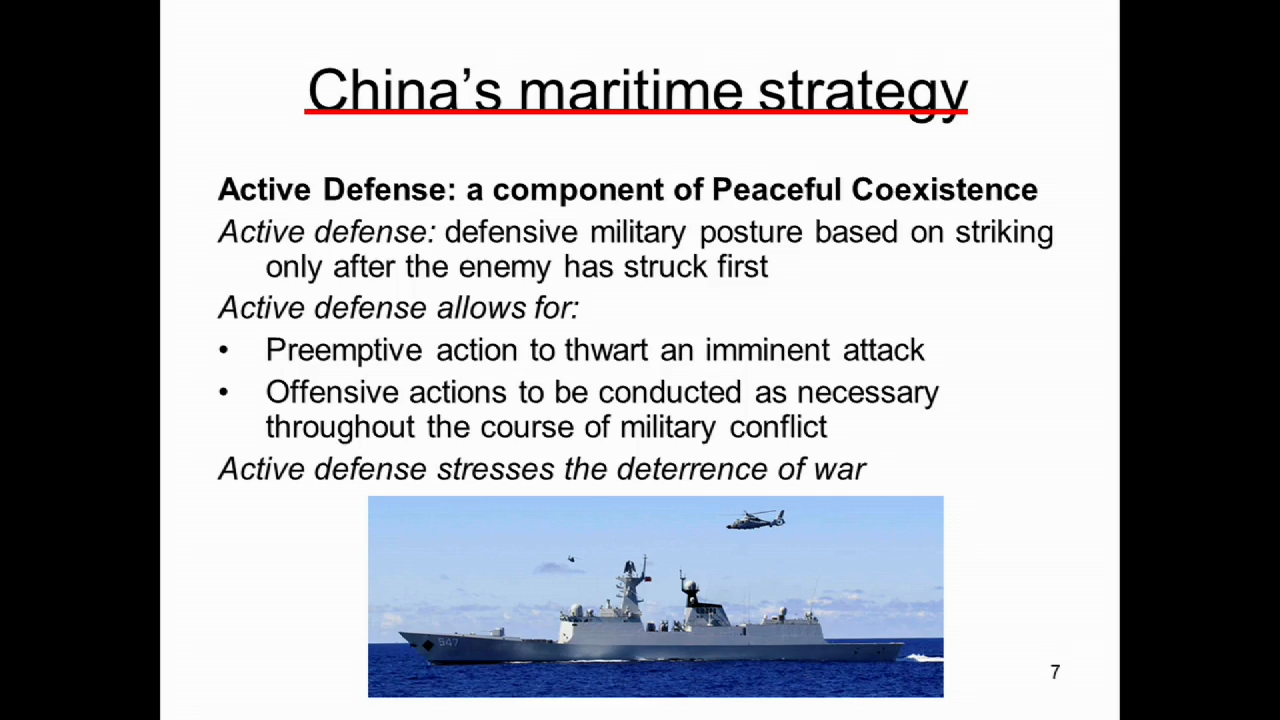 China's maritime strategy
Active Defense: a component of Peaceful Coexistence
Active defense: defensive military posture based on striking
only after the enemy has struck first
Active defense allows for:
• Preemptive action to thwart an imminent attack
• Offensive actions to be conducted as necessary
throughout the course of military conflict
Active defense stresses the deterrence of war
547
7